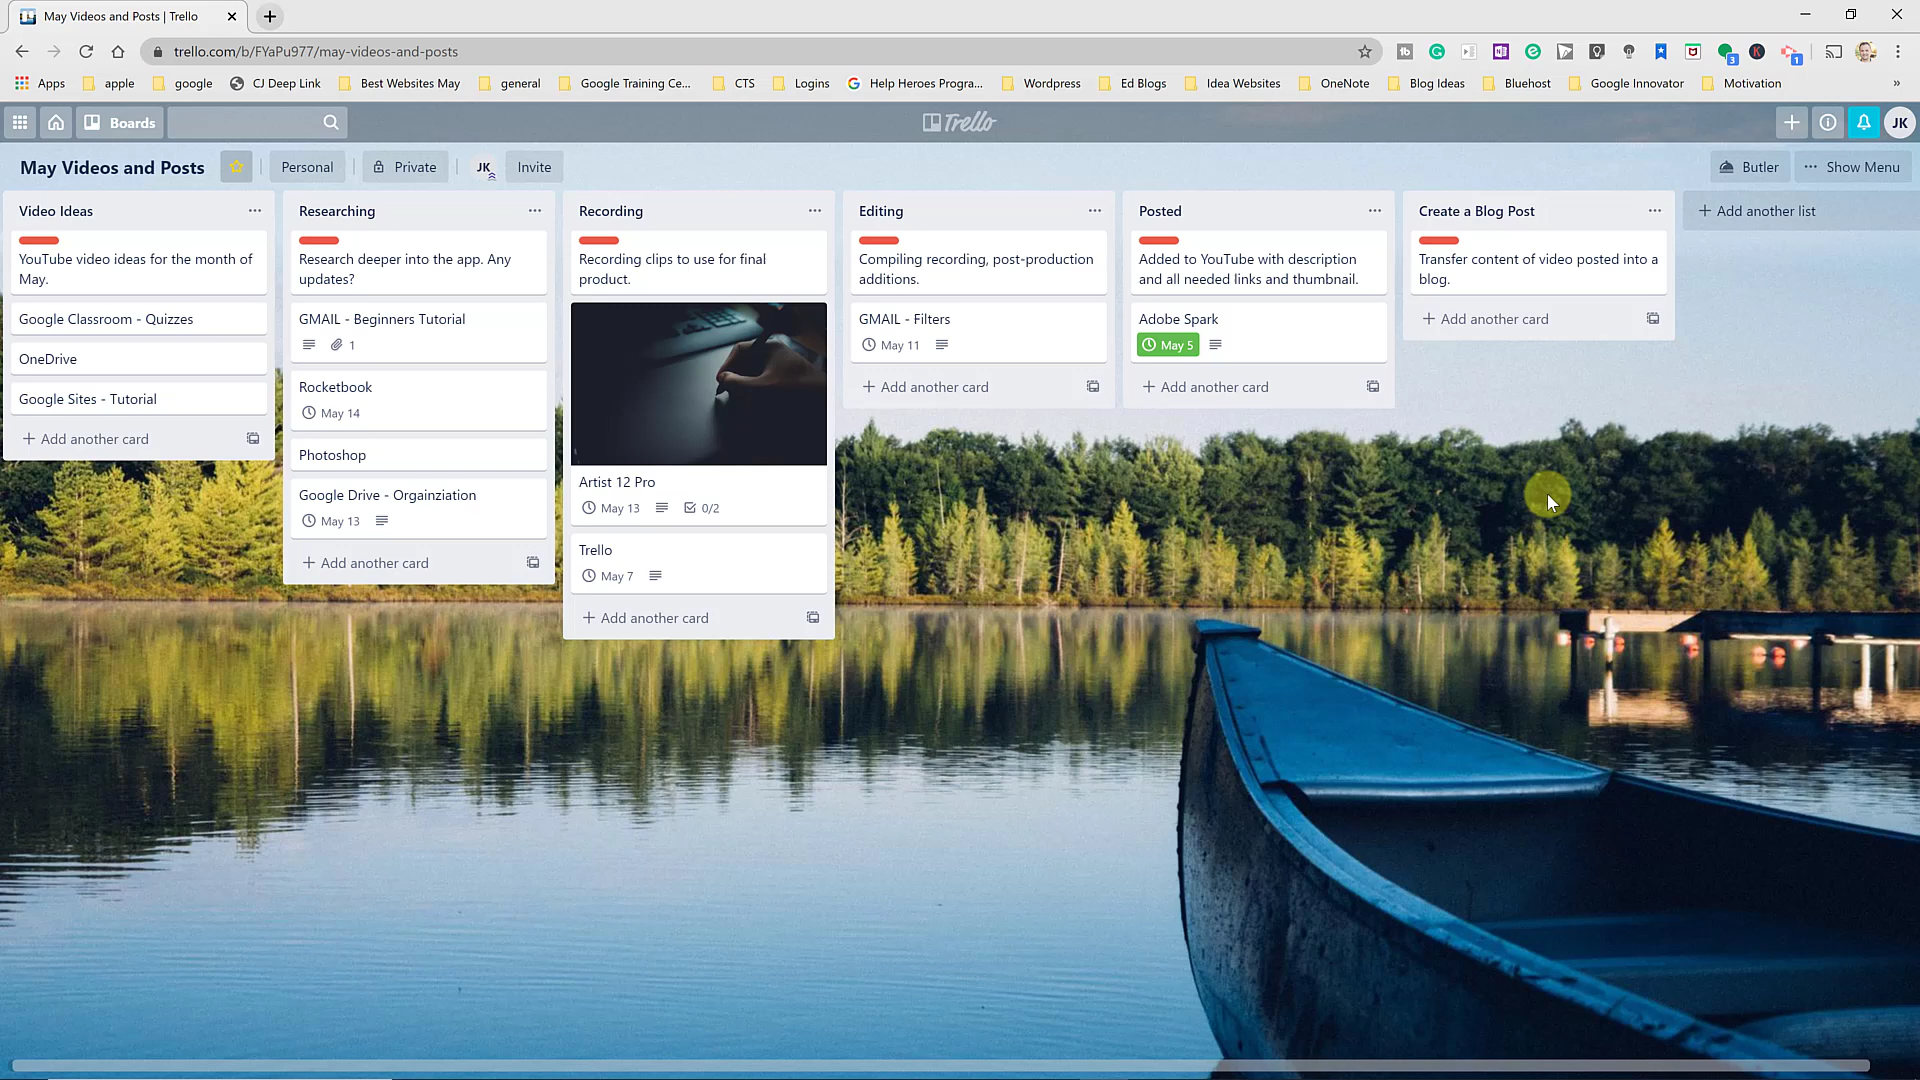 May Videos and Posts | Trello
trello.com/b/FYaPu977/may-videos-and-posts
3
1
Apps
apple
google
CJ Deep Link
Best Websites May
general
Google Training Ce...
CTS
Logins
Help Heroes Progra...
Wordpress
Ed Blogs
Idea Websites
OneNote
Blog Ideas
Bluehost
Google Innovator
Motivation
»
Boards
Trello
JK
May Videos and Posts
Personal
Private
JK
Invite
Butler
Show Menu
Video Ideas
YouTube video ideas for the month of
May.
Google Classroom - Quizzes
OneDrive
Google Sites - Tutorial
+ Add another card
Researching
Research deeper into the app. Any
updates?
GMAIL - Beginners Tutorial
1
Rocketbook
May 14
Photoshop
Google Drive - Orgainziation
May 13
+ Add another card
Recording
Recording clips to use for final
product.
Artist 12 Pro
May 13
0/2
Trello
May 7
+ Add another card
Editing
Compiling recording, post-production
additions.
GMAIL - Filters
May 11
+ Add another card
Posted
Added to YouTube with description
and all needed links and thumbnail.
Adobe Spark
May 5
+ Add another card
Create a Blog Post
Transfer content of video posted into a
blog.
+ Add another card
+ Add another list